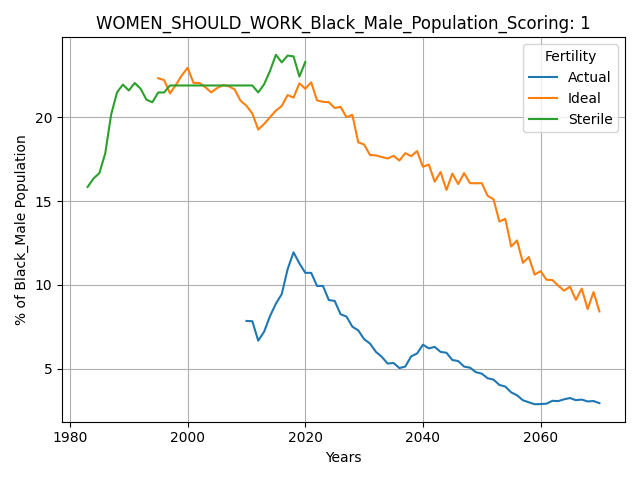 WOMEN_SHOULD_WORK_Black_Male_Population_Scoring: 1
Fertility
Actual
Ideal
Sterile
% of Black_Male Population
20
15
10
5
1980
2000
2020
2040
2060
Years